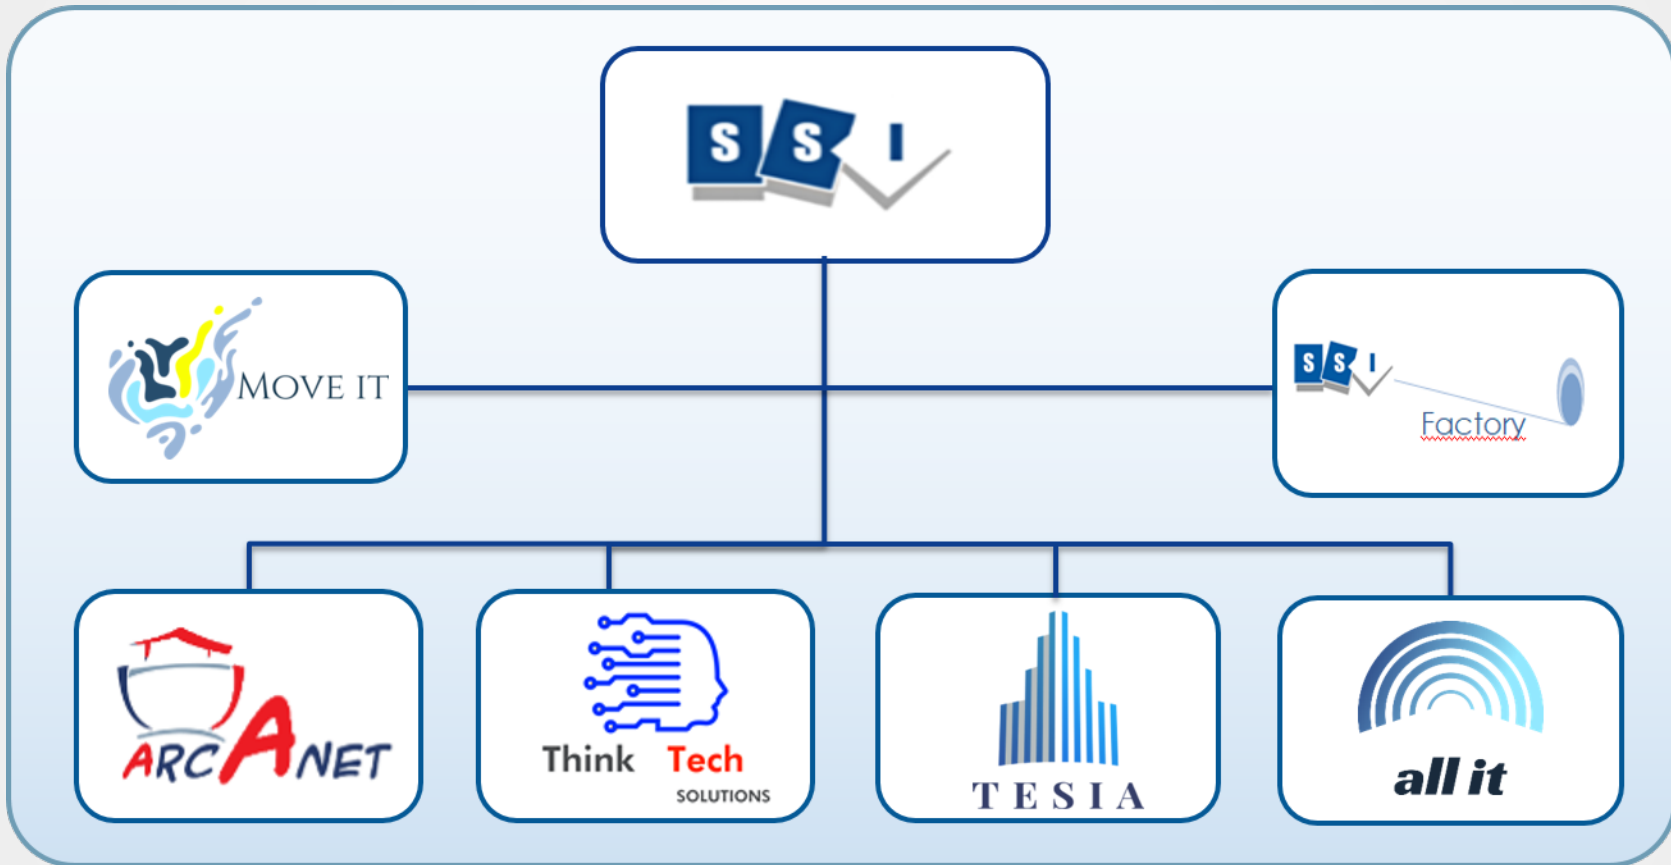 SSI
MOVE IT
SSI
Factory
ARCANET
Think Tech
SOLUTIONS
TESIA
all it